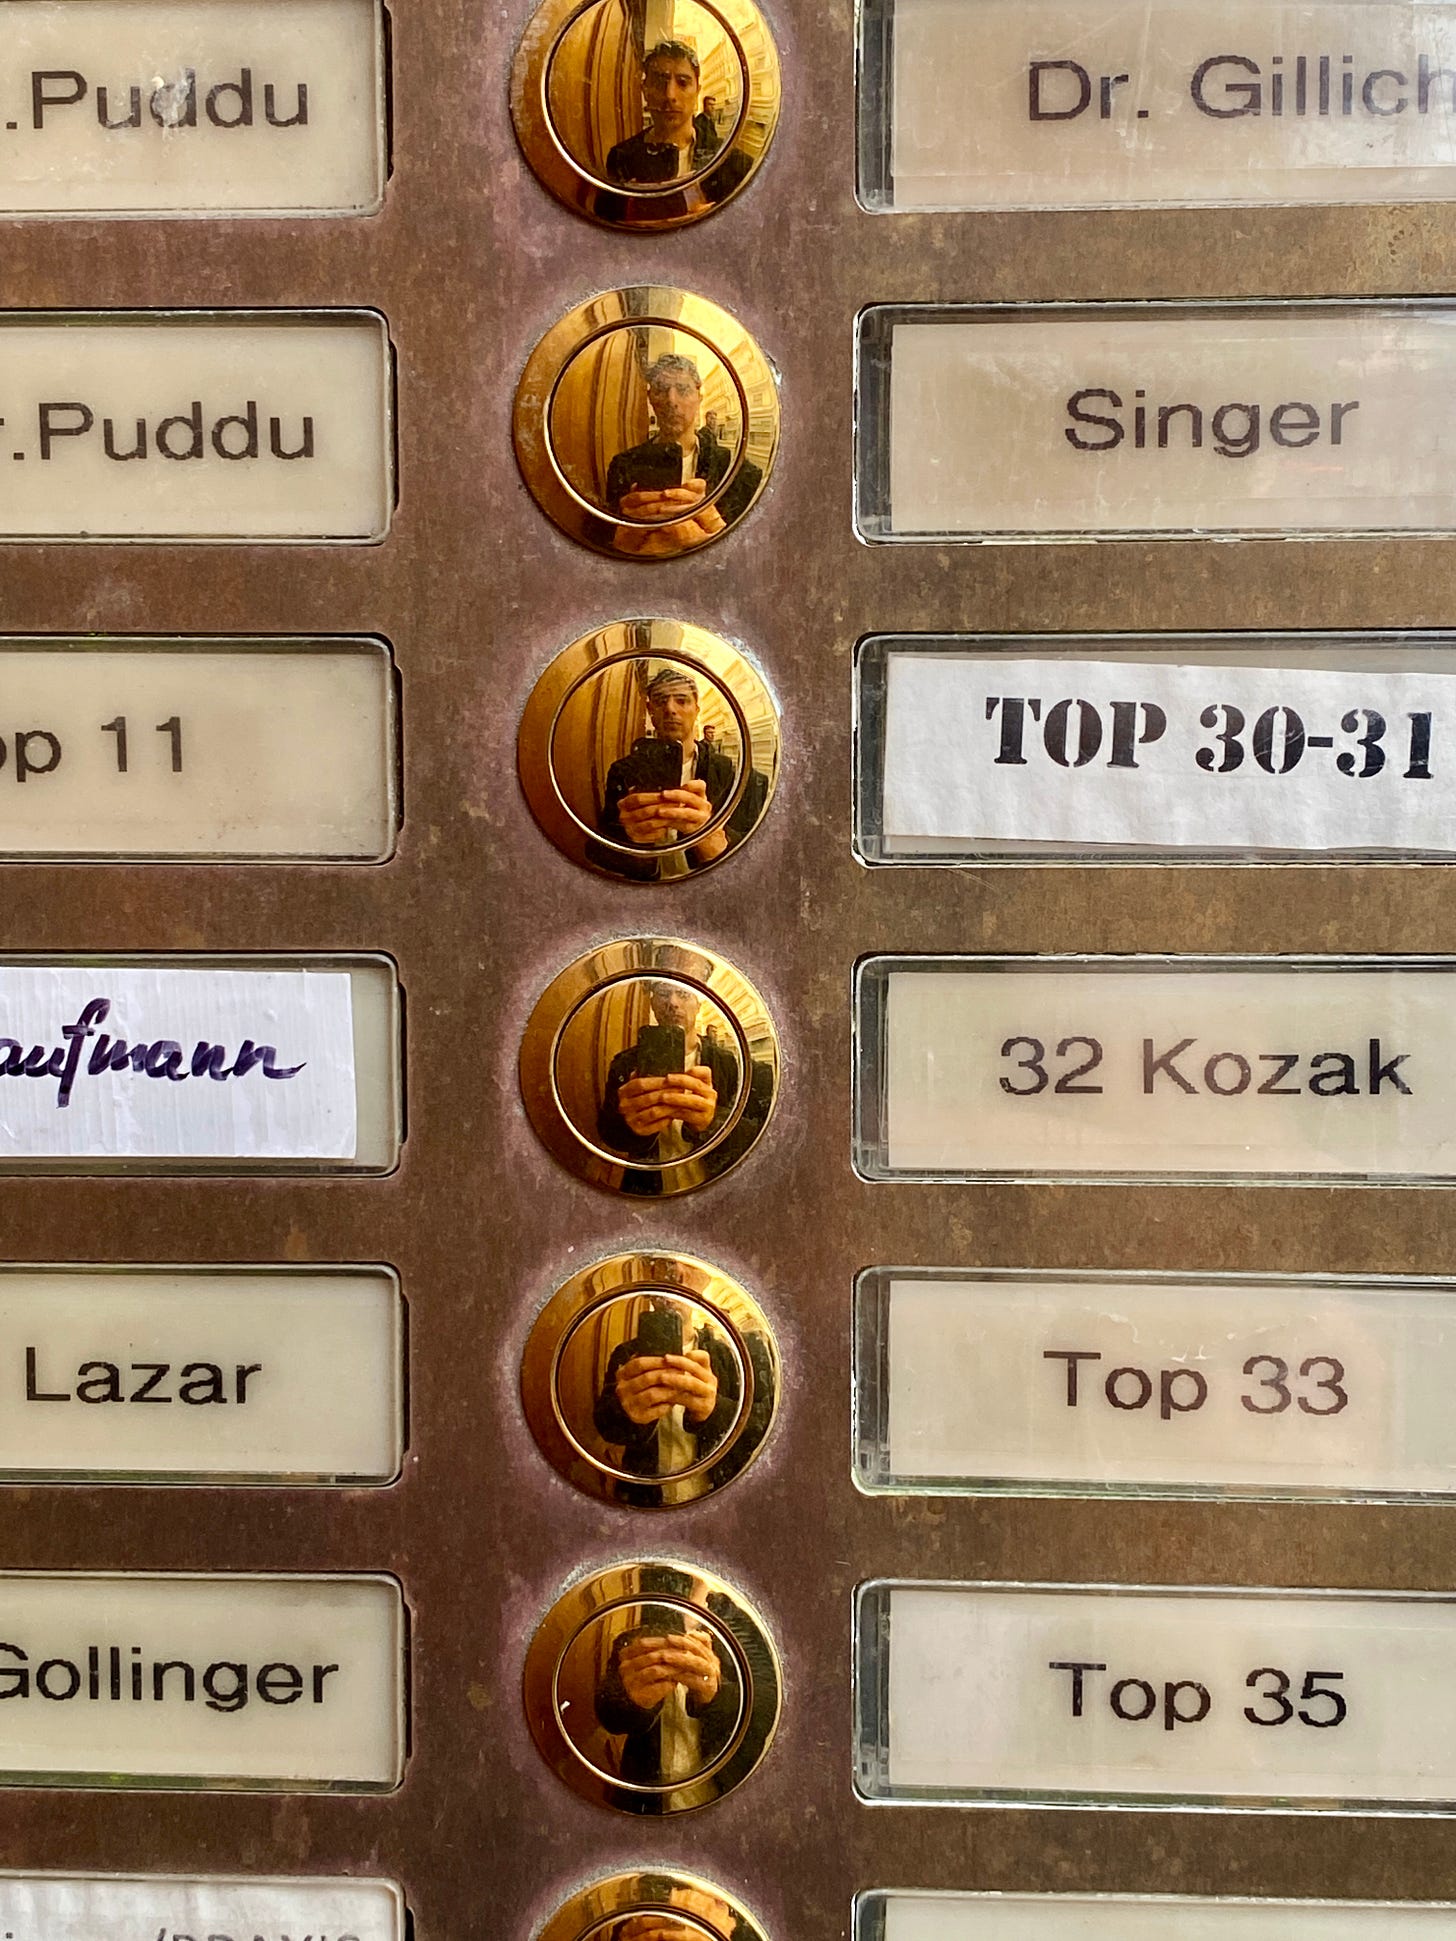 .Puddu
Dr. Gillich
r.Puddu
Singer
op 11
TOP 30-31
aufmann
32 Kozak
Lazar
Top 33
Gollinger
Top 35
/PRAXIS